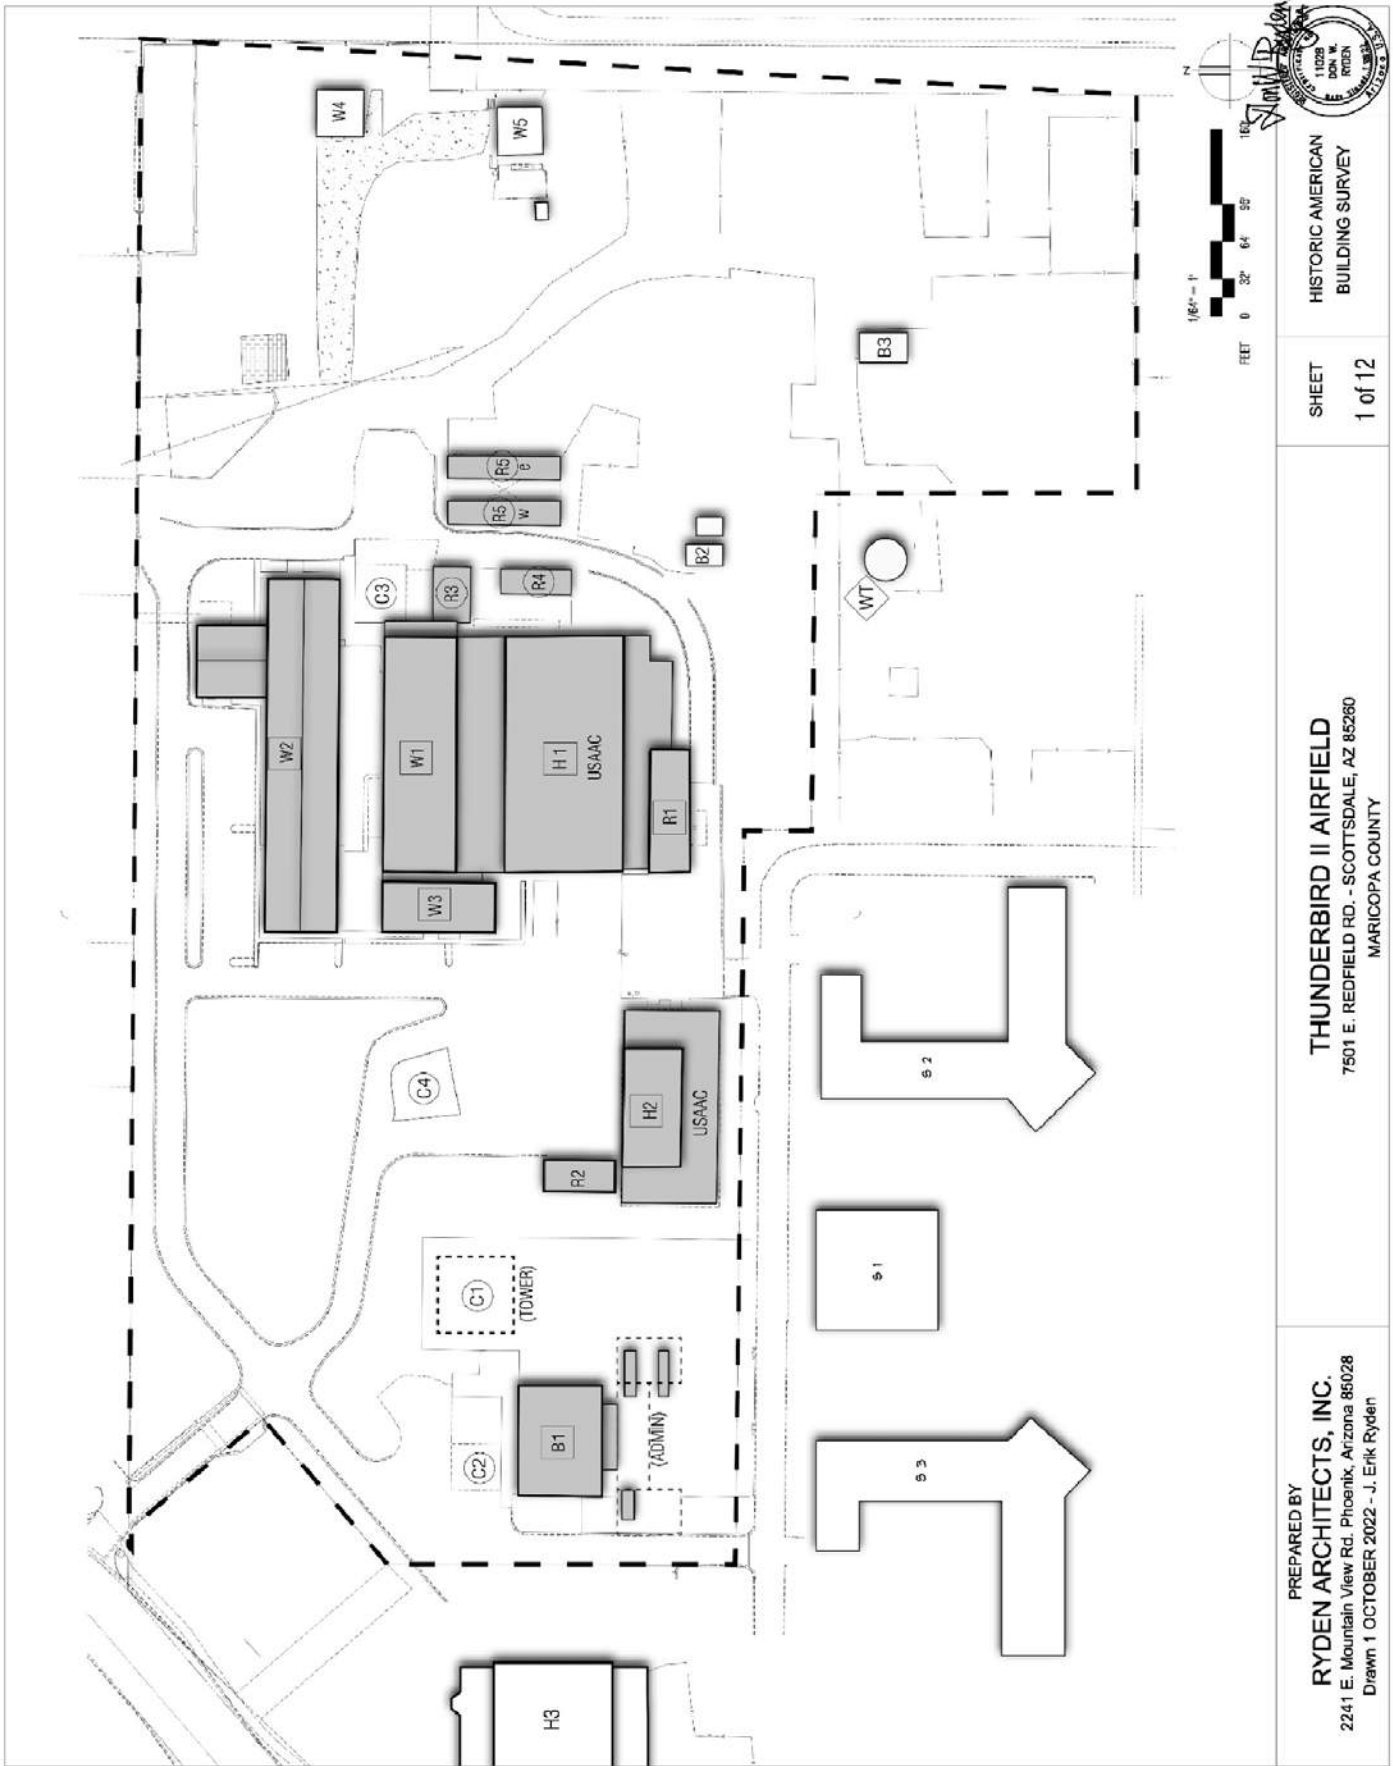 W4
W5
R5
e
R5
w
B3
B2
C3
R3
R4
WT
W2
W1
H 1
USAAC
R1
W3
C4
H2
USAAC
R2
C1
(TOWER)
C2
B1
(ADMIN)
H3
S 2
S 1
S 3
N
1/64" = 1'
FEET 0 32' 64' 96' 160'
11028
DON W.
RYDEN
Arizona U.S.A.
PREPARED BY
RYDEN ARCHITECTS, INC.
2241 E. Mountain View Rd. Phoenix, Arizona 85028
Drawn 1 OCTOBER 2022 - J. Erik Ryden
THUNDERBIRD II AIRFIELD
7501 E. REDFIELD RD. - SCOTTSDALE, AZ 85260
MARICOPA COUNTY
SHEET
1 of 12
HISTORIC AMERICAN
BUILDING SURVEY